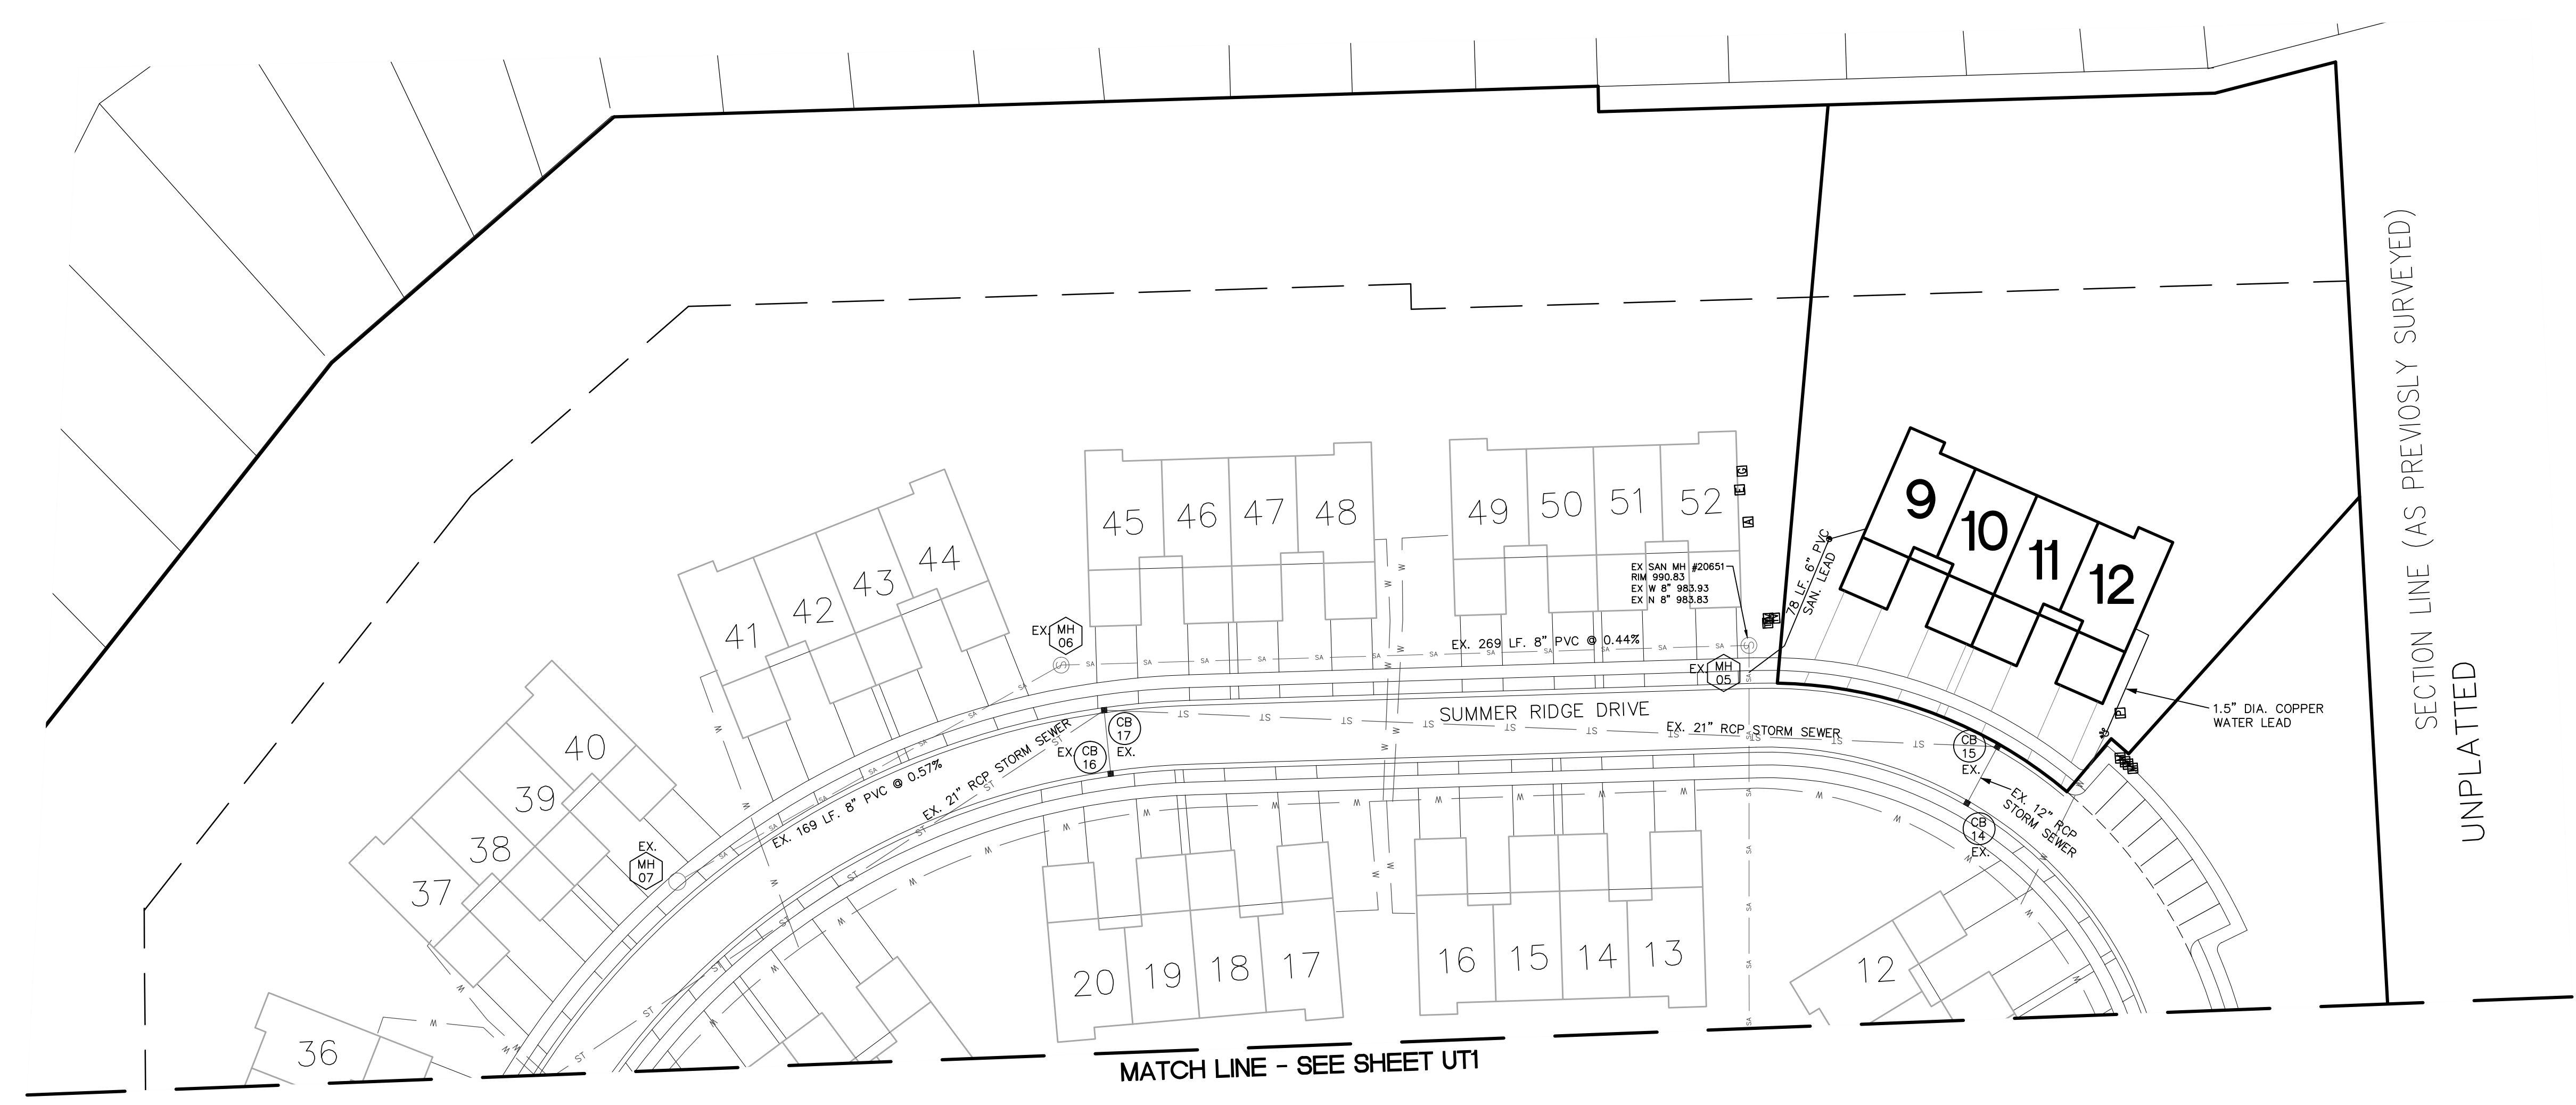 SECTION LINE (AS PREVIOSLY SURVEYED)
UNPLATTED
45
46
47
48
49
50
51
52
G
E
A
9
10
11
12
41
42
43
44
EX SAN MH #20651
RIM 990.83
EX W 8" 983.93
EX N 8" 983.83
78 LF. 6" PVC
SAN. LEAD
EX.
MH
06
EX. 269 LF. 8" PVC @ 0.44%
EX.
MH
05
1.5" DIA. COPPER
WATER LEAD
SUMMER RIDGE DRIVE
EX. 21" RCP STORM SEWER
CB
17
EX.
EX.
CB
16
CB
15
EX.
37
38
39
40
EX.
MH
07
EX. 169 LF. 8" PVC @ 0.57%
EX. 21" RCP STORM SEWER
EX. 12" RCP
STORM SEWER
CB
14
EX.
20
19
18
17
16
15
14
13
12
36
SA
ST
W
MATCH LINE - SEE SHEET UT1